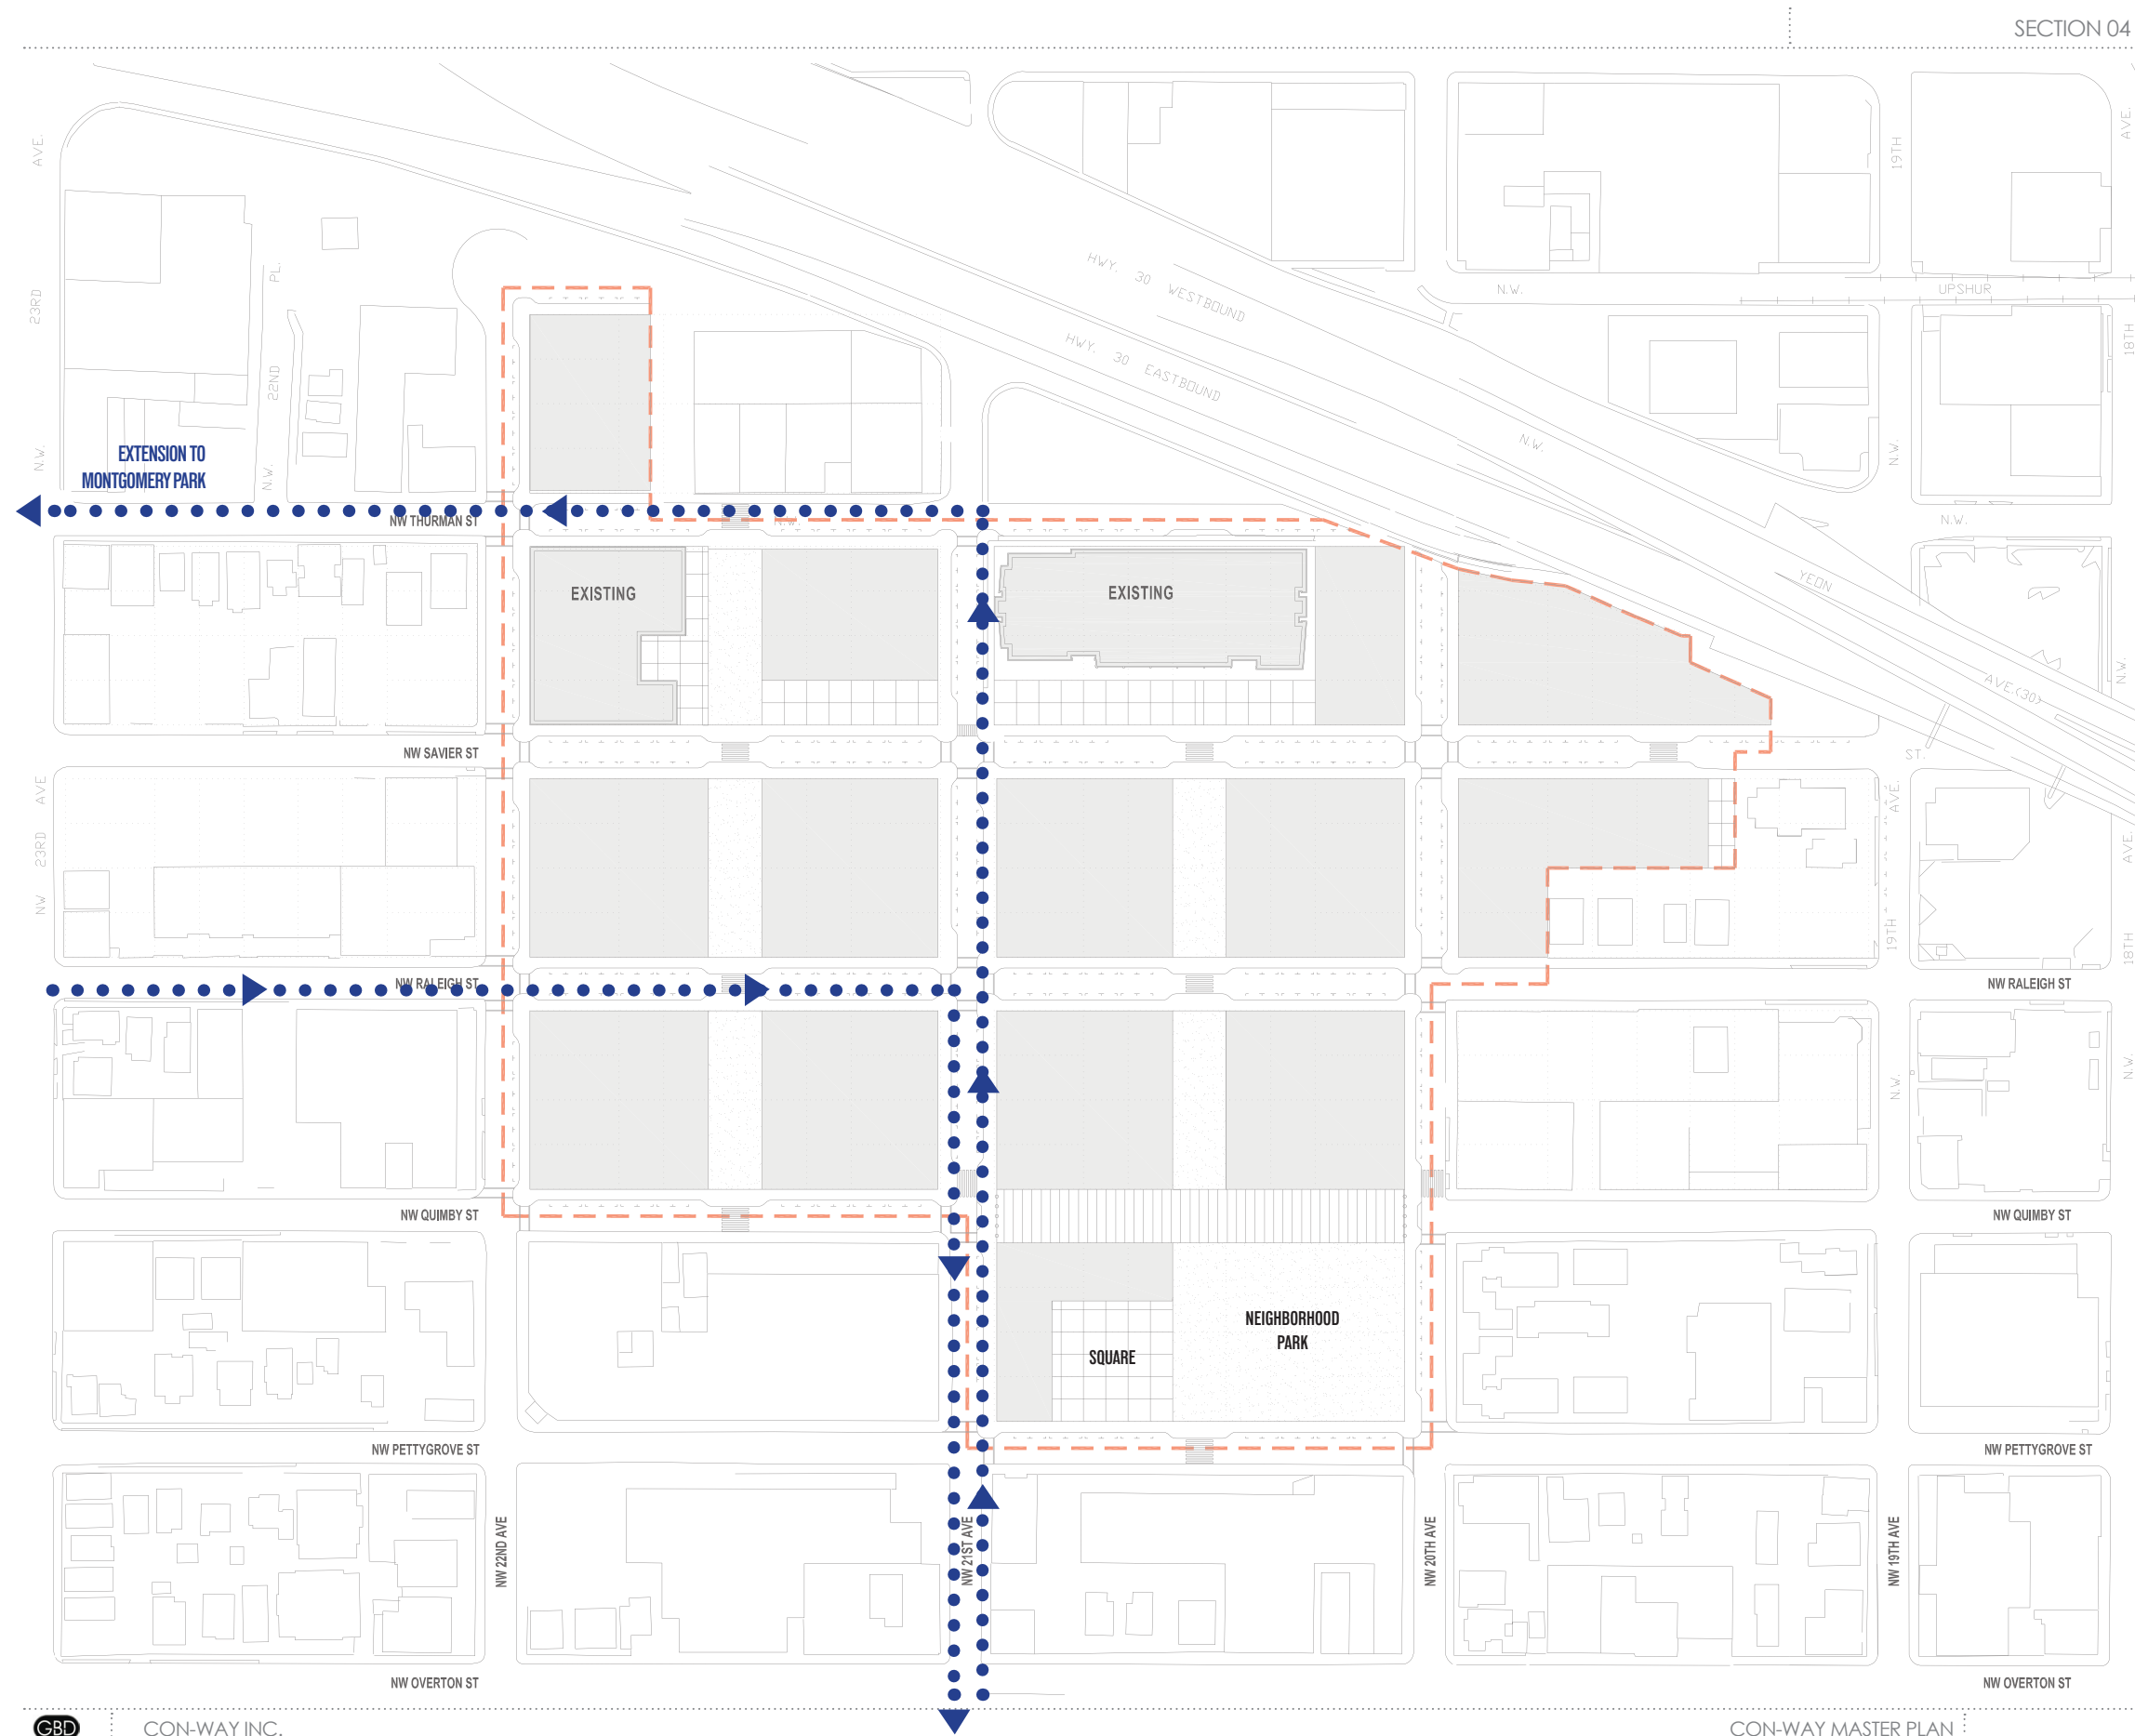 SECTION 04
AVE.
19TH
AVE.
23RD
PL.
HWY. 30 WESTBOUND
N.W.
UPSHUR
18TH
HWY. 30 EASTBOUND
22ND
N.W.
EXTENSION TO
MONTGOMERY PARK
N.W.
N.W.
N.W.
NW THURMAN ST
N.W.
N.W.
EXISTING
EXISTING
YEON
AVE.(30)
N.W.
NW SAVIER ST
ST.
AVE
23RD
NW
AVE.
19TH
AVE.
18TH
NW RALEIGH ST
NW RALEIGH ST
N.W.
N.W.
NW QUIMBY ST
NW QUIMBY ST
NEIGHBORHOOD
PARK
SQUARE
NW PETTYGROVE ST
NW PETTYGROVE ST
NW 22ND AVE
NW 21ST AVE
NW 20TH AVE
NW 19TH AVE
NW OVERTON ST
NW OVERTON ST
GBD
CON-WAY INC.
CON-WAY MASTER PLAN